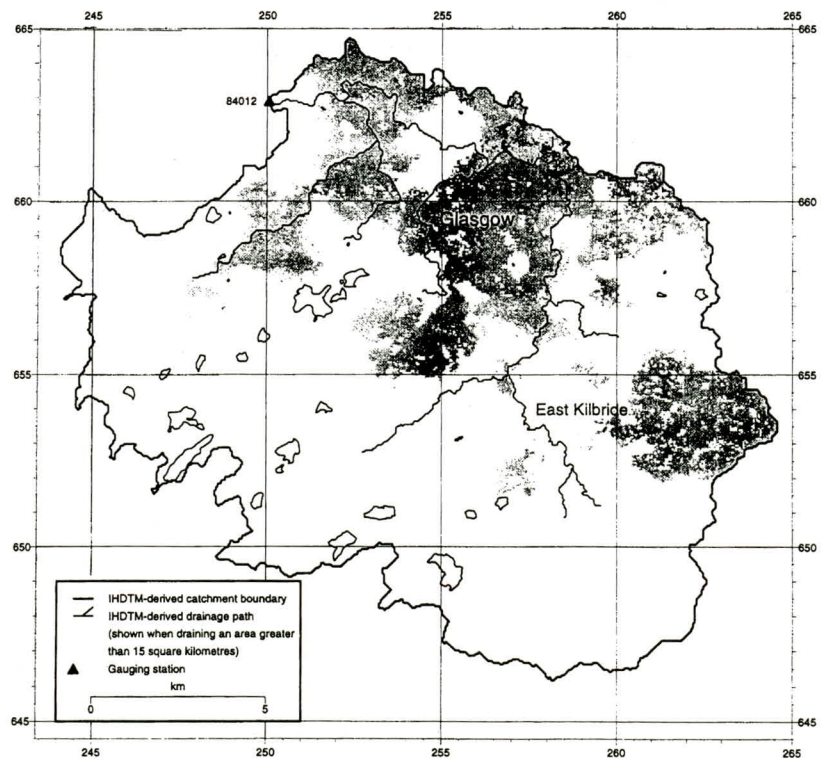 245 250 255 260 265
665 665
84012
660 660
Glasgow
655 655
East Kilbride
650 650
IHDTM-derived catchment boundary
IHDTM-derived drainage path
(shown when draining an area greater
than 15 square kilometres)
Gauging station
km
0 5
645 645
245 250 255 260 265